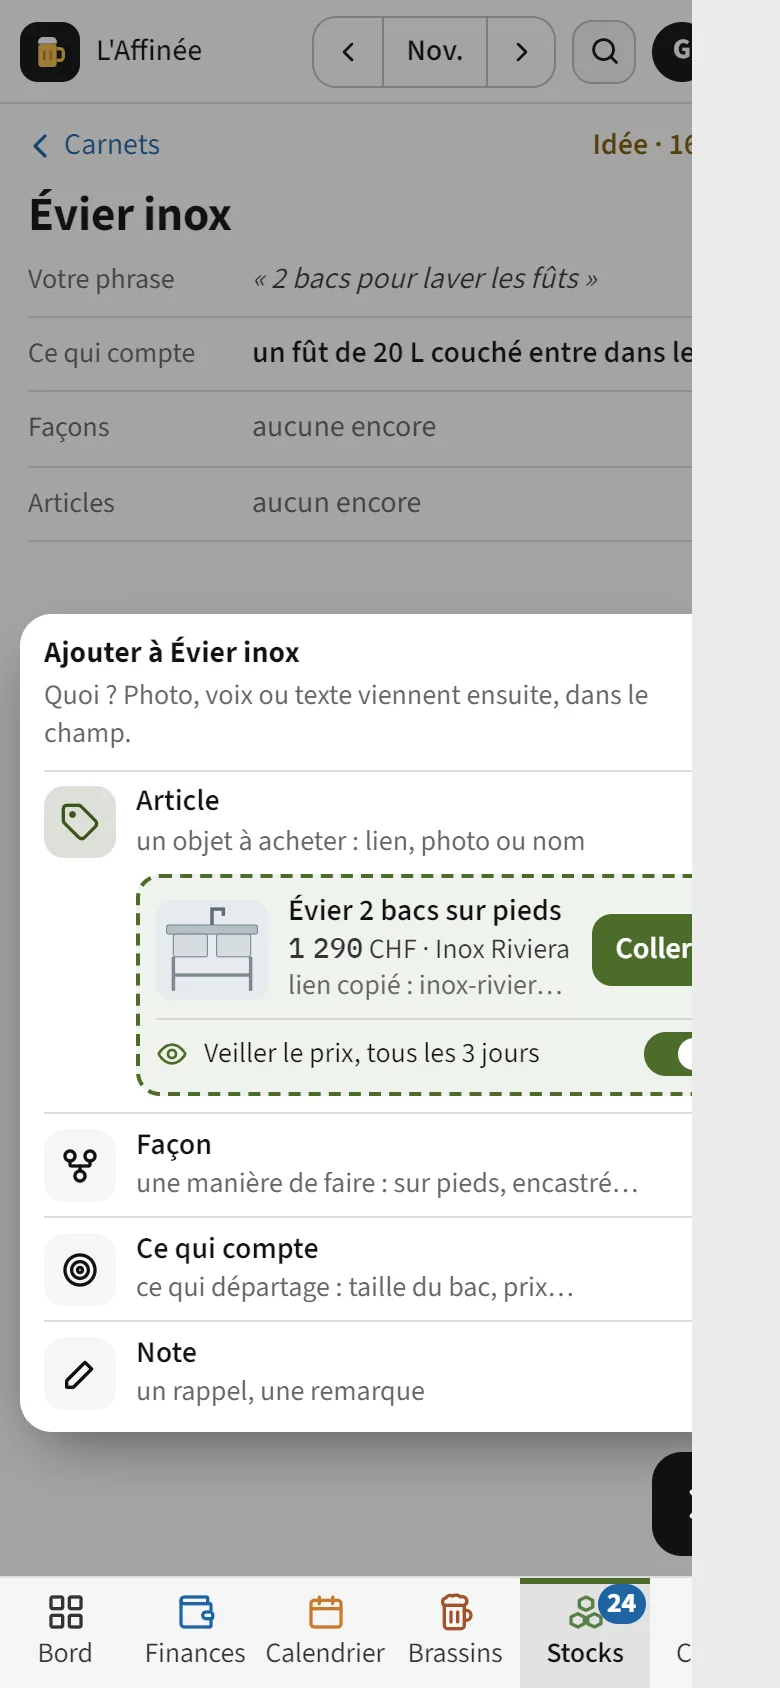 L'Affinée
Nov.
G
Carnets
Idée · 16
Évier inox
Votre phrase
« 2 bacs pour laver les fûts »
Ce qui compte
un fût de 20 L couché entre dans le
Façons
aucune encore
Articles
aucun encore
Ajouter à Évier inox
Quoi ? Photo, voix ou texte viennent ensuite, dans le
champ.
Article
un objet à acheter : lien, photo ou nom
Évier 2 bacs sur pieds
1 290 CHF · Inox Riviera
lien copié : inox-rivier…
Coller
Veiller le prix, tous les 3 jours
Façon
une manière de faire : sur pieds, encastré…
Ce qui compte
ce qui départage : taille du bac, prix…
Note
un rappel, une remarque
24
Bord
Finances
Calendrier
Brassins
Stocks
C